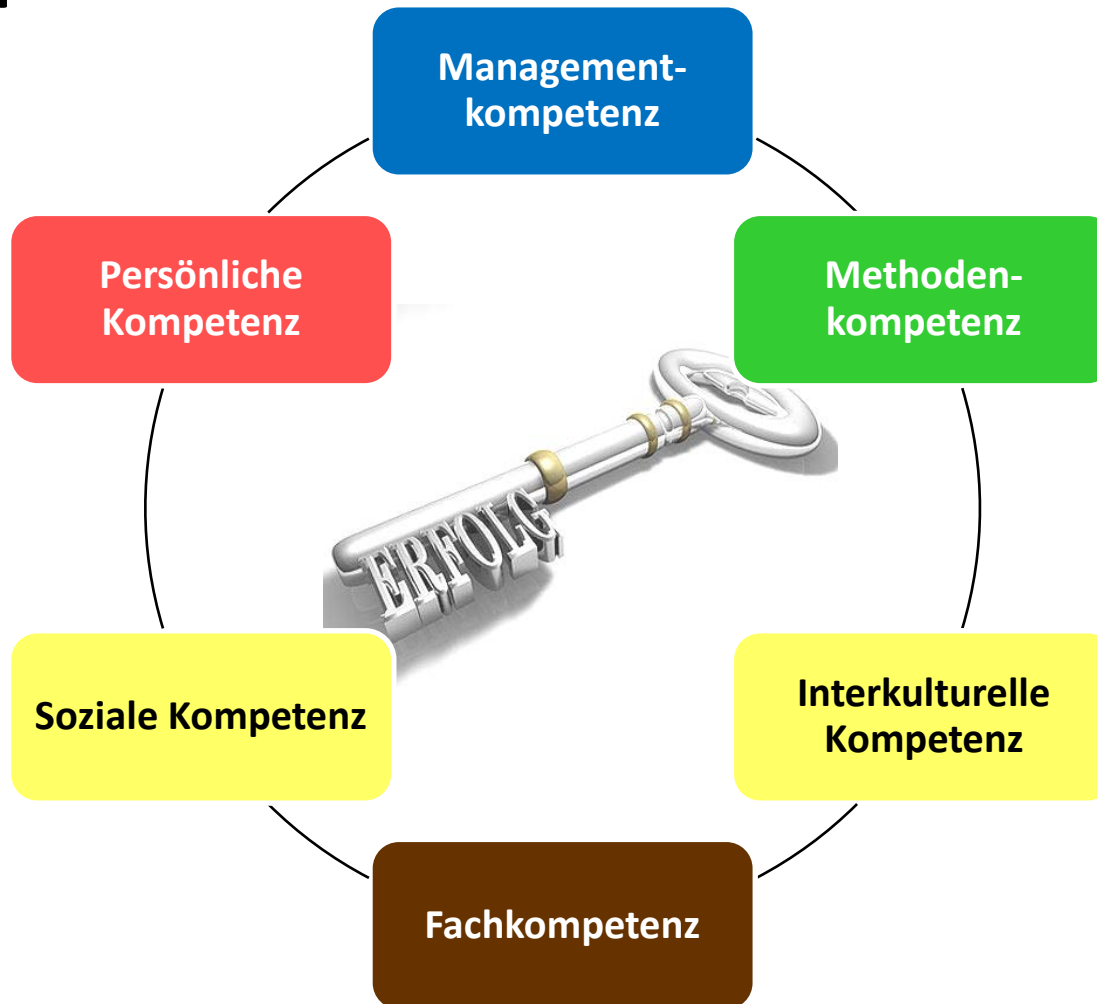 Management-
kompetenz
Persönliche
Kompetenz
Methoden-
kompetenz
ERFOLG
Soziale Kompetenz
Interkulturelle
Kompetenz
Fachkompetenz